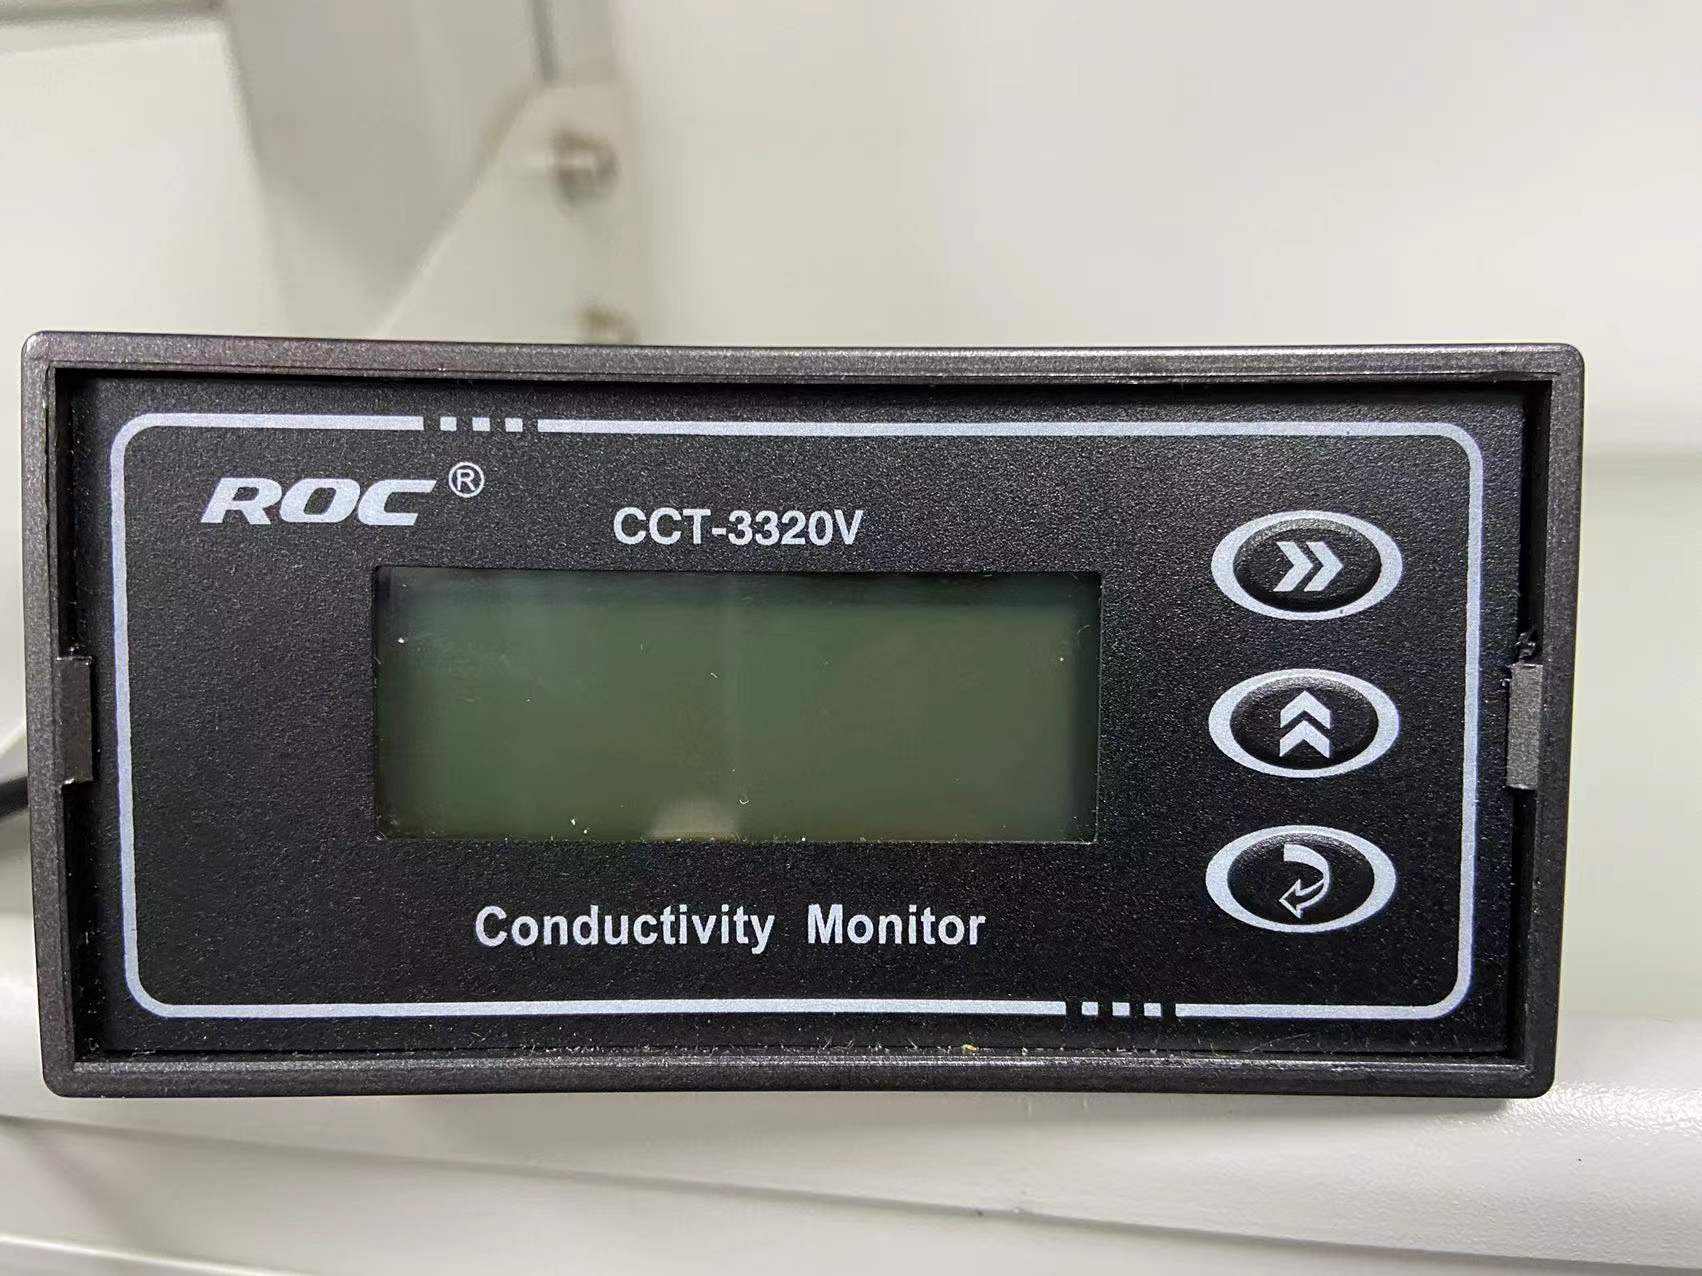 ROC®
CCT-3320V
Conductivity Monitor